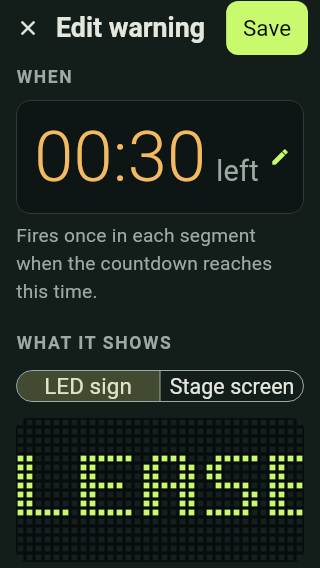 Edit warning
Save
WHEN
00:30 left
Fires once in each segment
when the countdown reaches
this time.
WHAT IT SHOWS
LED sign
Stage screen
LEASE